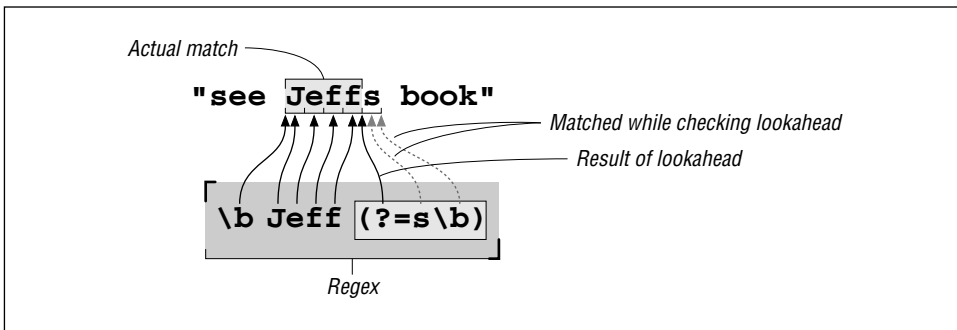 Actual match
"see Jeffs book"
Matched while checking lookahead
Result of lookahead
\b Jeff (?=s\b)
Regex